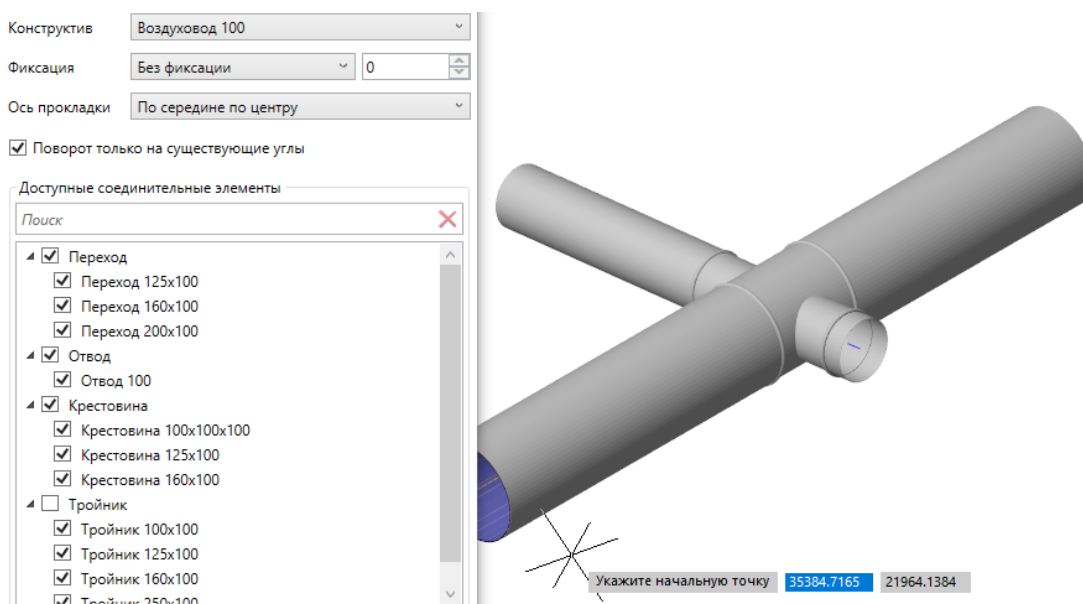 Конструктив Воздуховод 100
Фиксация Без фиксации 0
Ось прокладки По середине по центру
Поворот только на существующие углы
Доступные соединительные элементы
Поиск
Переход
Переход 125x100
Переход 160x100
Переход 200x100
Отвод
Отвод 100
Крестовина
Крестовина 100x100x100
Крестовина 125x100
Крестовина 160x100
Тройник
Тройник 100x100
Тройник 125x100
Тройник 160x100
Тройник 250x100
Укажите начальную точку 35384.7165 21964.1384